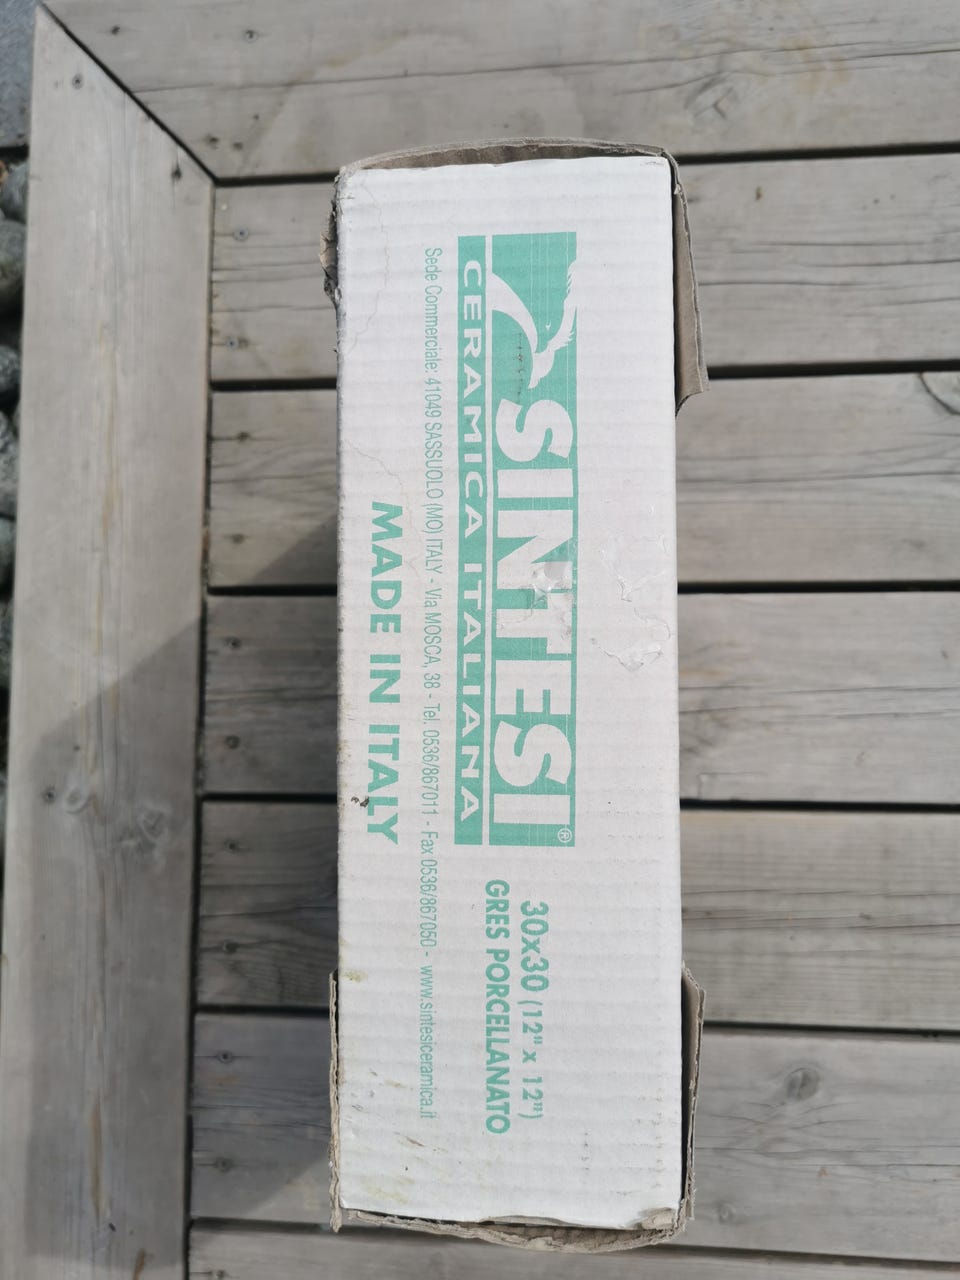 SINTESI®
CERAMICA ITALIANA
30x30 (12" x 12")
GRES PORCELLANATO
Sede Commerciale: 41049 SASSUOLO (MO) ITALY - Via MOSCA, 38 - Tel. 0536/867011 - Fax 0536/867050 - www.sintesiceramica.it
MADE IN ITALY